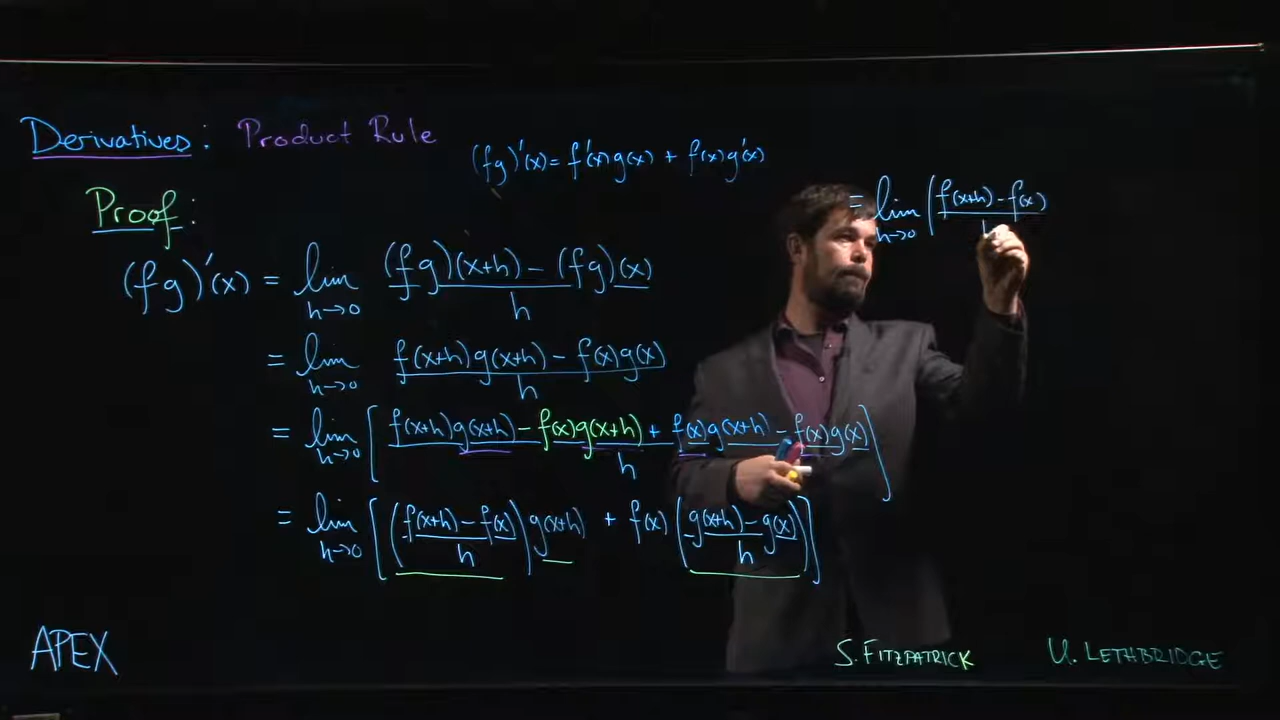 Derivatives: Product Rule
(fg)'(x) = f'(x)g(x) + f(x)g'(x)
Proof:
(fg)'(x) = lim h→0 (fg)(x+h) - (fg)(x) / h
= lim h→0 f(x+h)g(x+h) - f(x)g(x) / h
= lim h→0 [ f(x+h)g(x+h) - f(x)g(x+h) + f(x)g(x+h) - f(x)g(x) / h ]
= lim h→0 [ ( f(x+h) - f(x) / h ) g(x+h) + f(x) ( g(x+h) - g(x) / h ) ]
= lim h→0 ( f(x+h) - f(x)
APEX
S. FITZPATRICK
U. LETHBRIDGE